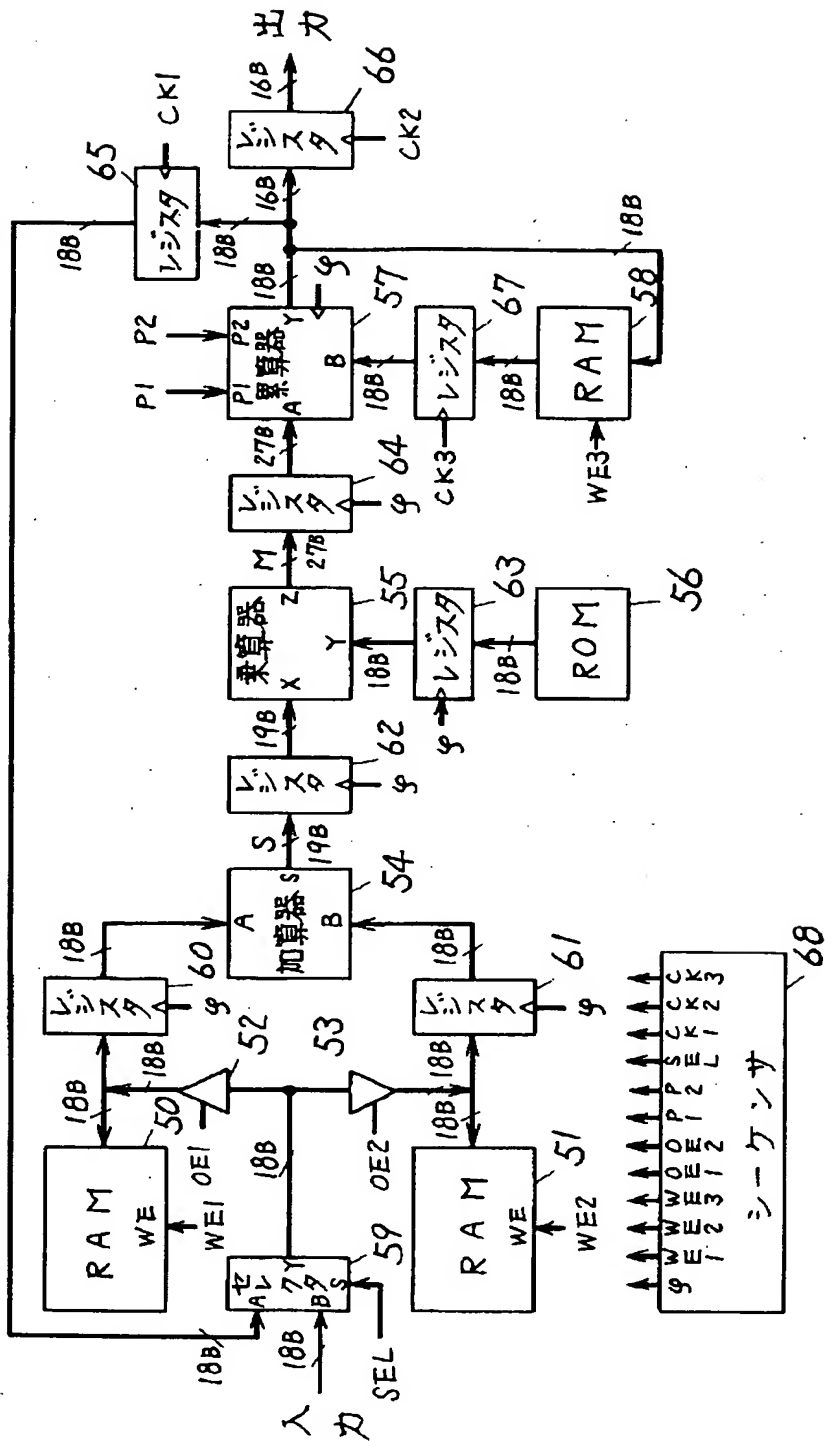 65
CK1
レジスタ
18B
18B
出力
16B
レジスタ
66
CK2
16B
18B
P1
P2
P1
P2
累算器
A
Y
B
φ
57
18B
レジスタ
67
CK3
18B
RAM
58
WE3
18B
27B
レジスタ
64
φ
M
27B
乗算器
X
Y
Z
55
18B
レジスタ
63
φ
18B
ROM
56
19B
レジスタ
62
φ
S
19B
加算器
A
B
S
54
18B
レジスタ
60
φ
18B
18B
50
RAM
WE
WE1
OE1
52
18B
53
OE2
18B
18B
レジスタ
61
φ
18B
51
RAM
WE
WE2
セレクタ
A
B
Y
S
59
SEL
18B
18B
入力
φ
WE1
WE2
WE3
OE1
OE2
P1
P2
SEL
CK1
CK2
CK3
シーケンサ
68